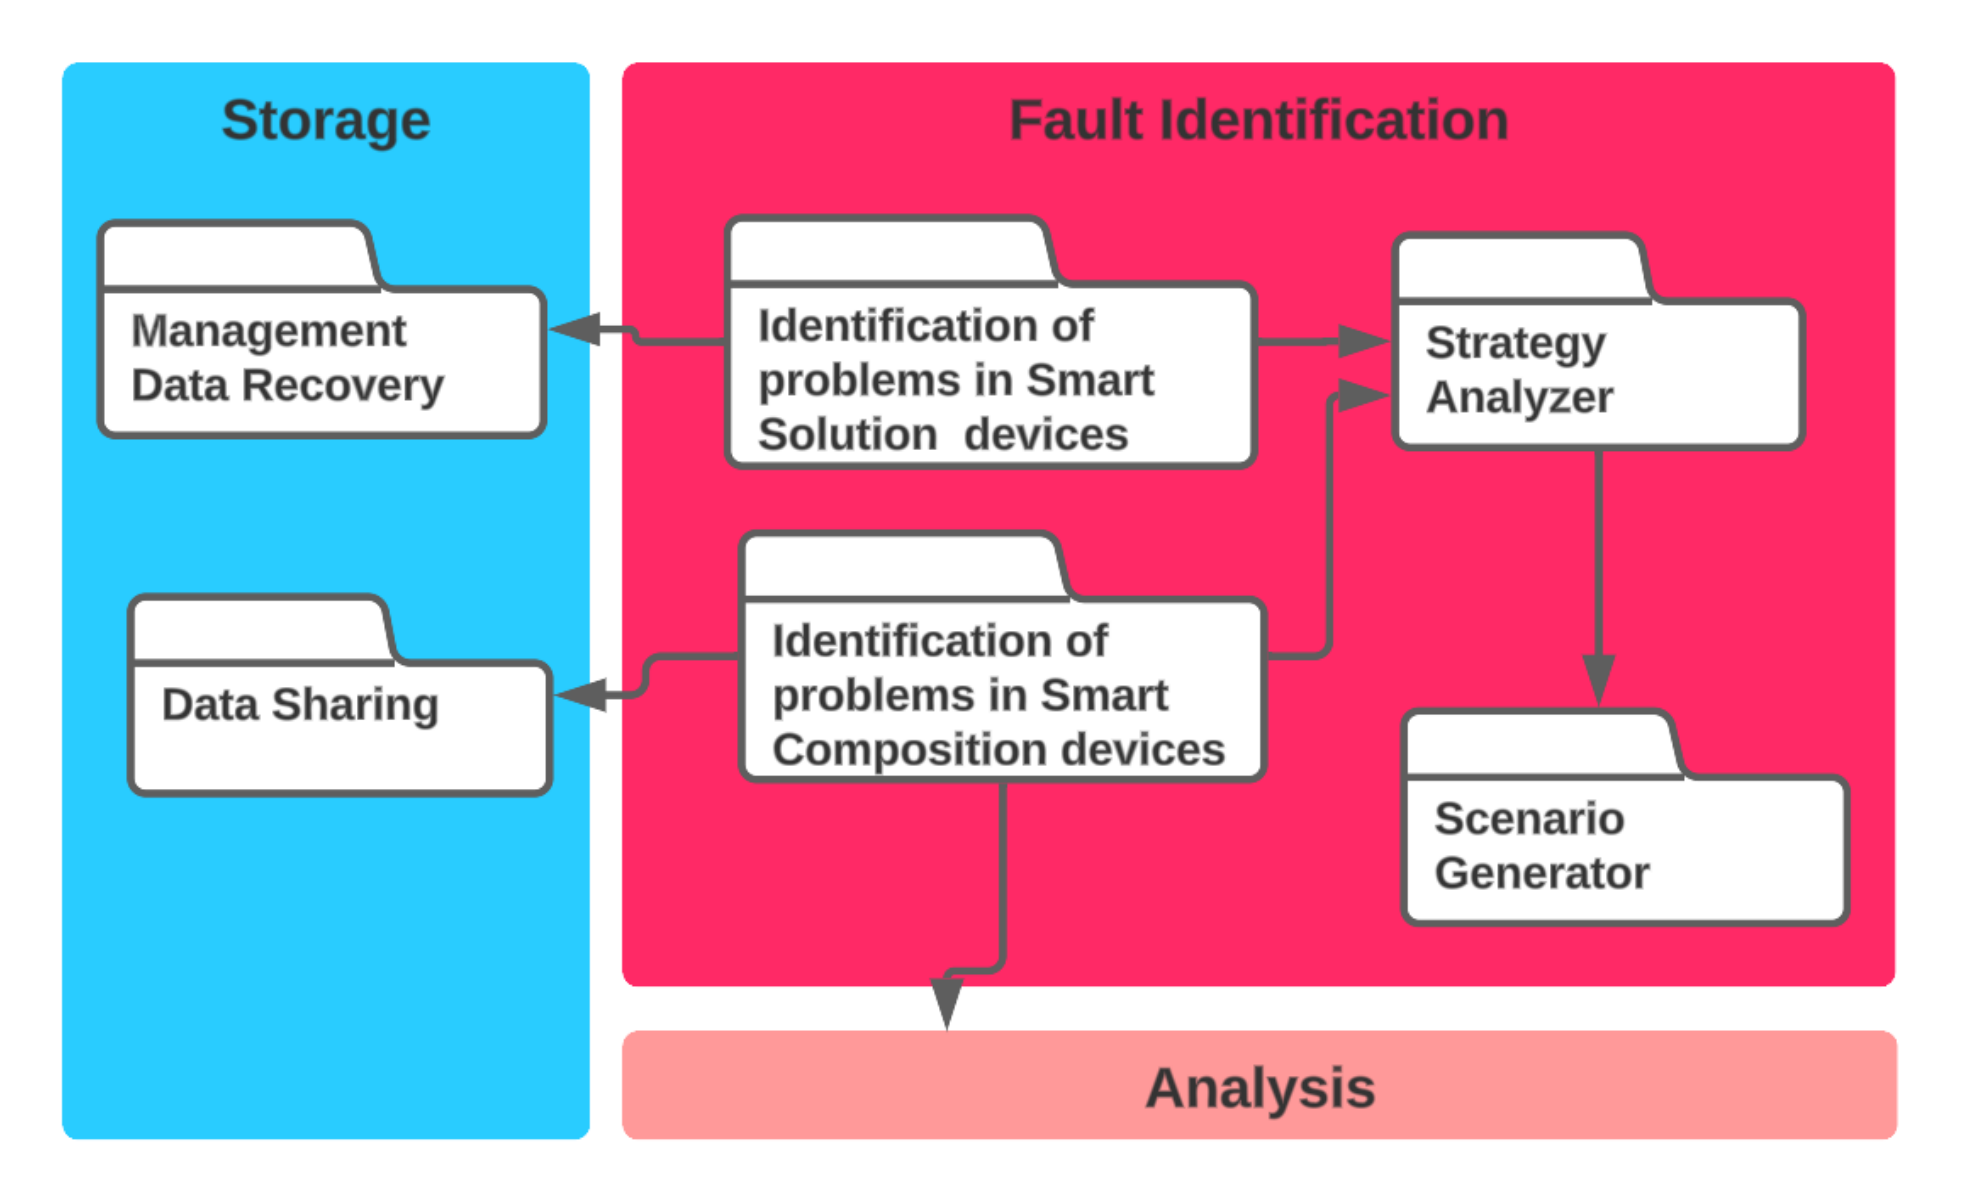 Storage
Management
Data Recovery
Data Sharing
Fault Identification
Identification of
problems in Smart
Solution  devices
Strategy
Analyzer
Identification of
problems in Smart
Composition devices
Scenario
Generator
Analysis